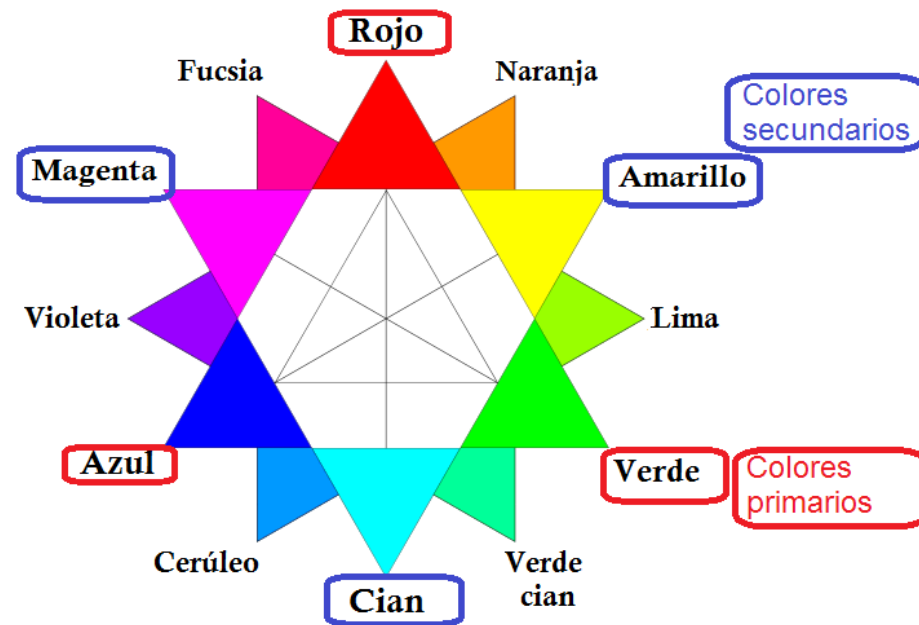 Rojo
Fucsia
Naranja
Colores
secundarios
Magenta
Amarillo
Violeta
Lima
Azul
Verde
Colores
primarios
Cerúleo
Verde
cian
Cian